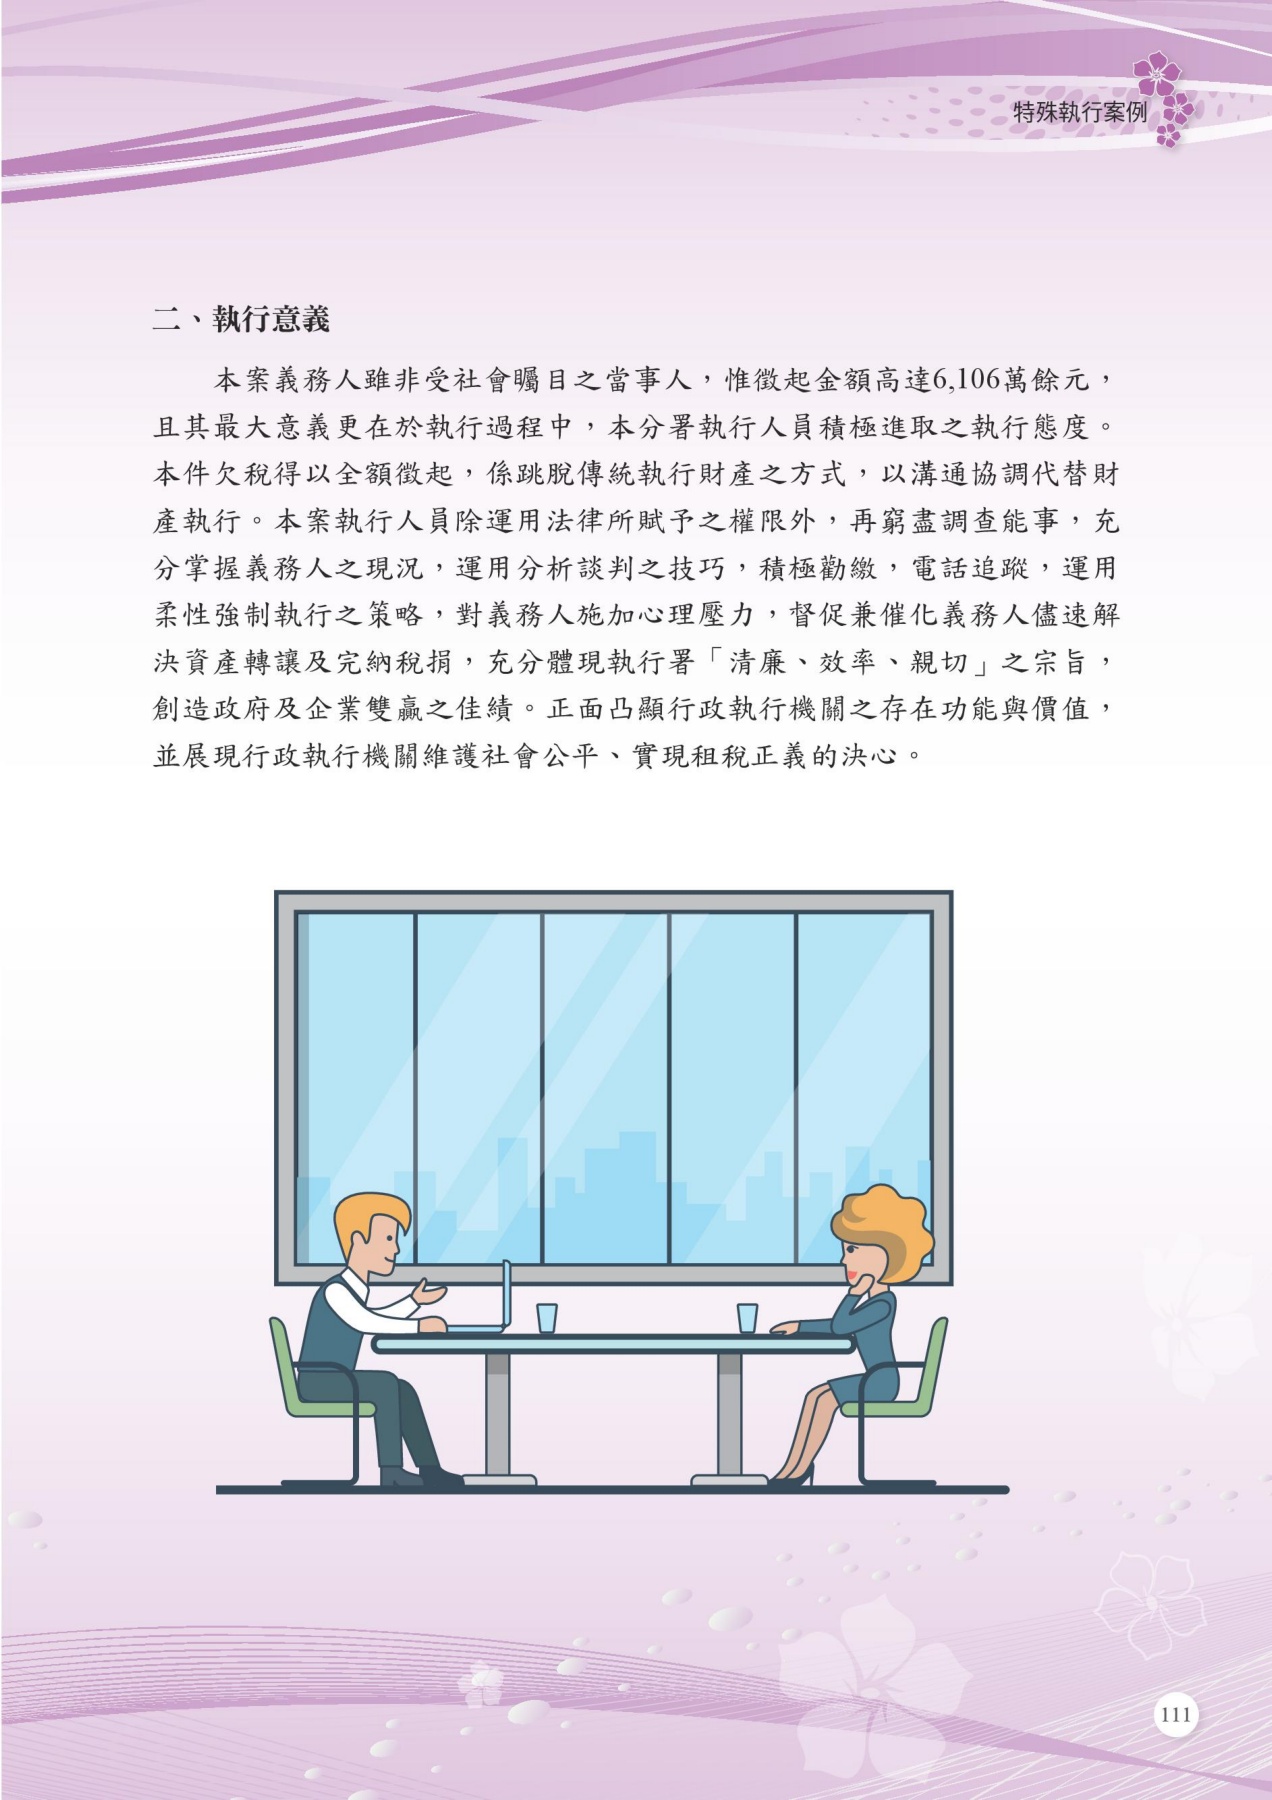 特殊執行案例
二、執行意義
本案義務人雖非受社會矚目之當事人，惟徵起金額高達6,106萬餘元，
且其最大意義更在於執行過程中，本分署執行人員積極進取之執行態度。
本件欠稅得以全額徵起，係跳脫傳統執行財產之方式，以溝通協調代替財
產執行。本案執行人員除運用法律所賦予之權限外，再窮盡調查能事，充
分掌握義務人之現況，運用分析談判之技巧，積極勸繳，電話追蹤，運用
柔性強制執行之策略，對義務人施加心理壓力，督促兼催化義務人儘速解
決資產轉讓及完納稅捐，充分體現執行署「清廉、效率、親切」之宗旨，
創造政府及企業雙贏之佳績。正面凸顯行政執行機關之存在功能與價值，
並展現行政執行機關維護社會公平、實現租稅正義的決心。
111